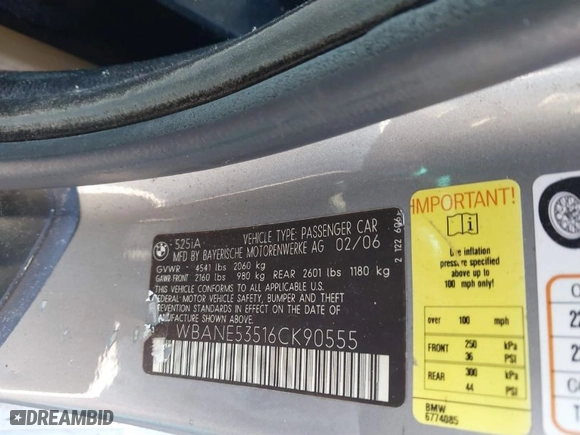 BMW
525iA
VEHICLE TYPE: PASSENGER CAR
MFD BY BAYERISCHE MOTORENWERKE AG 02/06
GVWR : 4541 lbs 2060 kg
GAWR FRONT 2160 lbs 980 kg REAR 2601 lbs 1180 kg
THIS VEHICLE CONFORMS TO ALL APPLICABLE
FEDERAL MOTOR VEHICLE SAFETY, BUMPER AND THEFT
PREVENTION STANDARDS IN EFFECT ON THE DATE OF
MANUFACTURE SHOWN ABOVE.
WBANE53516CK90555
IMPORTANT!
Use inflation
pressure specified
above for up to
100 mph only!
over 100 mph
FRONT 250 kPa
36 PSI
REAR 300 kPa
44 PSI
BMW
6774085
DREAMBID
DREAMBID